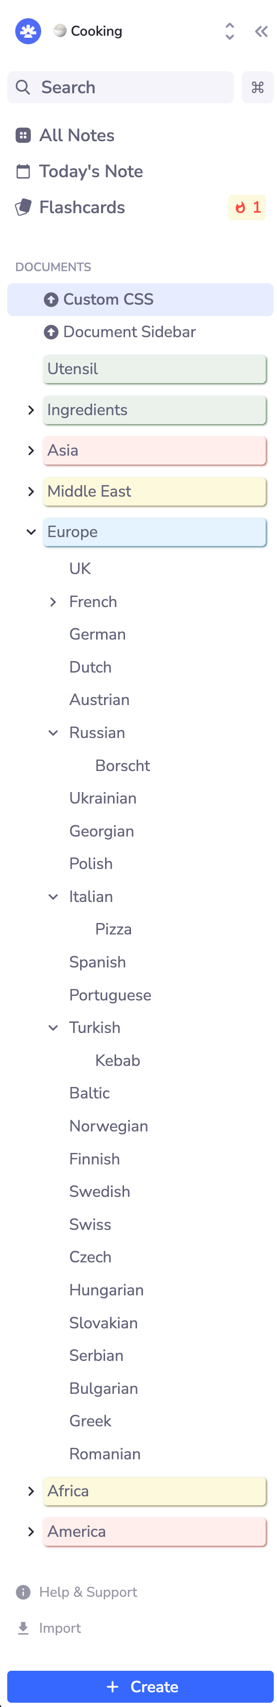 Cooking
Search
⌘
All Notes
Today's Note
Flashcards
1
DOCUMENTS
Custom CSS
Document Sidebar
Utensil
Ingredients
Asia
Middle East
Europe
UK
French
German
Dutch
Austrian
Russian
Borscht
Ukrainian
Georgian
Polish
Italian
Pizza
Spanish
Portuguese
Turkish
Kebab
Baltic
Norwegian
Finnish
Swedish
Swiss
Czech
Hungarian
Slovakian
Serbian
Bulgarian
Greek
Romanian
Africa
America
Help & Support
Import
+ Create